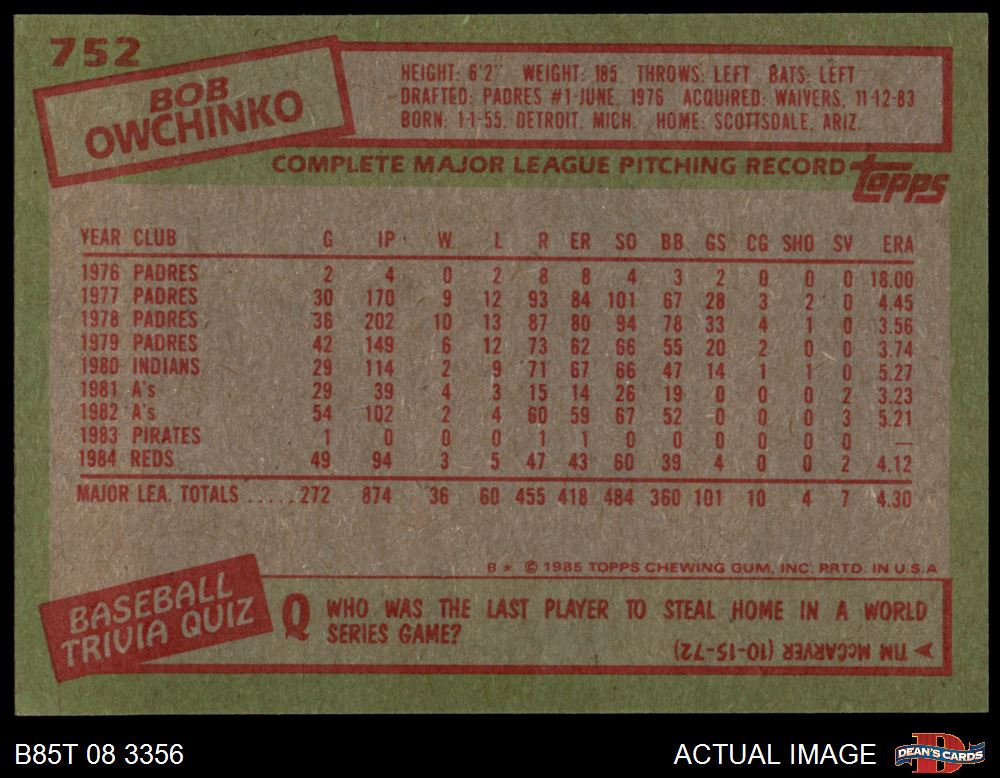 752
BOB
OWCHINKO
HEIGHT: 6'2" WEIGHT: 185 THROWS: LEFT BATS: LEFT
DRAFTED: PADRES #1-JUNE, 1976 ACQUIRED: WAIVERS, 11-12-83
BORN: 1-1-55, DETROIT, MICH. HOME: SCOTTSDALE, ARIZ.
COMPLETE MAJOR LEAGUE PITCHING RECORD topps
YEAR CLUB G IP W L R ER SO BB GS CG SHO SV ERA
1976 PADRES 2 4 0 2 8 8 4 3 2 0 0 0 18.00
1977 PADRES 30 170 9 12 93 84 101 67 28 3 2 0 4.45
1978 PADRES 36 202 10 13 87 80 94 78 33 4 1 0 3.56
1979 PADRES 42 149 6 12 73 62 66 55 20 2 0 0 3.74
1980 INDIANS 29 114 2 9 71 67 66 47 14 1 1 0 5.27
1981 A's 29 39 4 3 15 14 26 19 0 0 0 2 3.23
1982 A's 54 102 2 4 60 59 67 52 0 0 0 3 5.21
1983 PIRATES 1 0 0 0 1 1 0 0 0 0 0 0 —
1984 REDS 49 94 3 5 47 43 60 39 4 0 0 2 4.12
MAJOR LEA. TOTALS .....272 874 36 60 455 418 484 360 101 10 4 7 4.30
B★ © 1985 TOPPS CHEWING GUM, INC. PRTD. IN U.S.A
BASEBALL
TRIVIA QUIZ
Q WHO WAS THE LAST PLAYER TO STEAL HOME IN A WORLD
SERIES GAME?
TIM McCARVER (10-15-72)
B85T 08 3356
ACTUAL IMAGE
DEAN'S CARDS